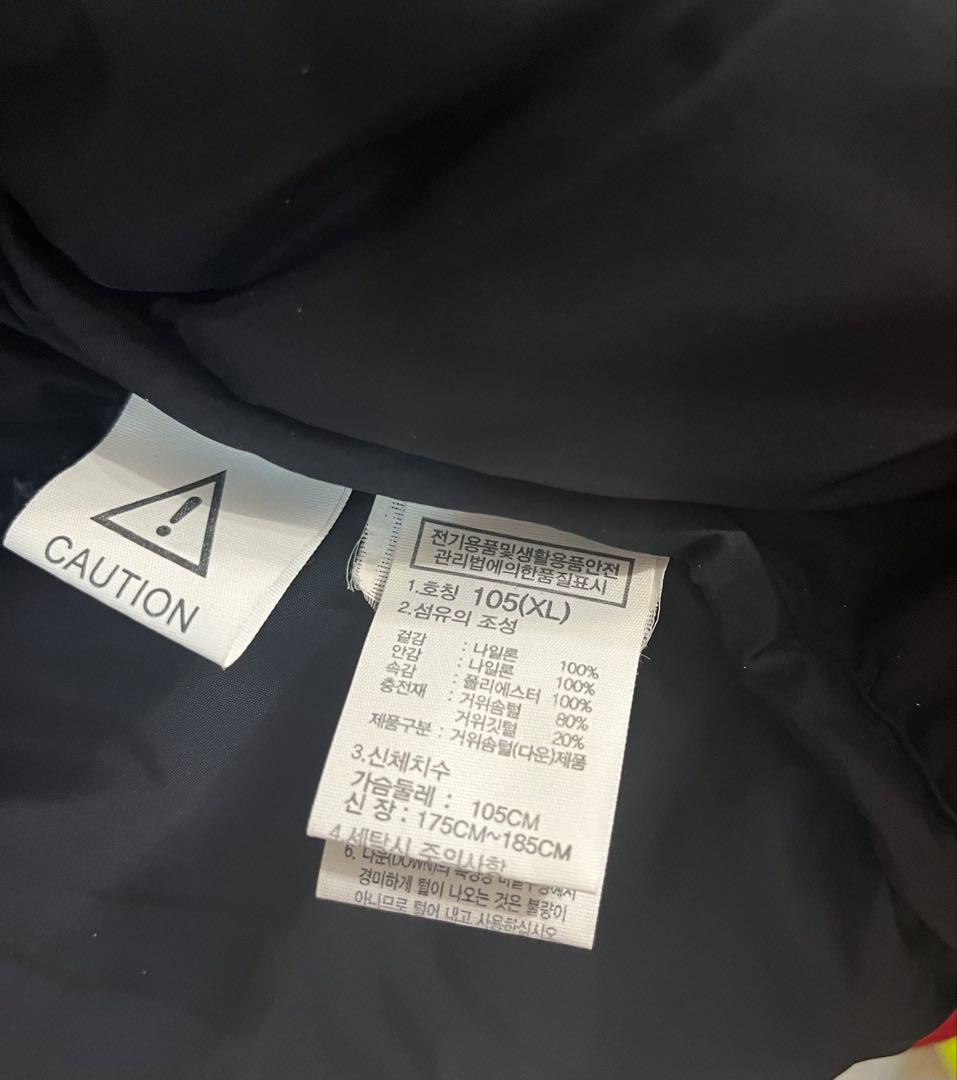 CAUTION
전기용품및생활용품안전
관리법에의한품질표시
1.호칭 105(XL)
2.섬유의 조성
겉감 : 나일론 100%
안감 : 나일론 100%
속감 : 폴리에스터 100%
충전재 : 거위솜털 80%
거위깃털 20%
제품구분 : 거위솜털(다운)제품
3.신체치수
가슴둘레 : 105CM
신 장 : 175CM~185CM
4.세탁시 주의사항
6. 다운(DOWN)의
경미하게 털이 나오는 것은 불량이
아니므로 털어 내고 사용하십시오